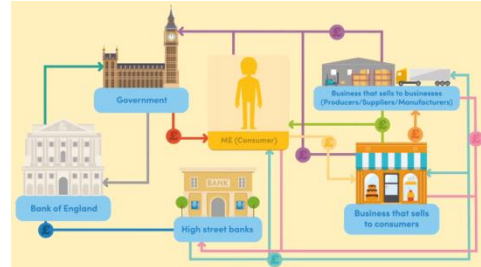 Government
£
ME (Consumer)
£
Business that sells to businesses
(Producers/Suppliers/Manufacturers)
£
£
£
£
£
Bank of England
BANK
High street banks
Business that sells
to consumers
£
£
£